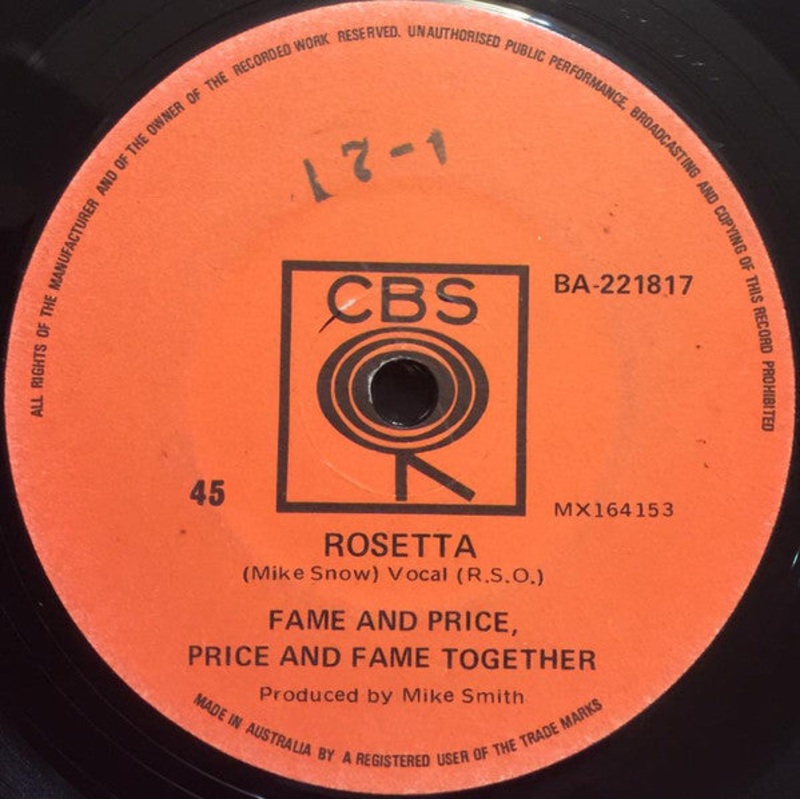 ALL RIGHTS OF THE MANUFACTURER AND OF THE OWNER OF THE RECORDED WORK RESERVED. UNAUTHORISED PUBLIC PERFORMANCE, BROADCASTING AND COPYING OF THIS RECORD PROHIBITED
17-1
CBS
BA-221817
45
MX164153
ROSETTA
(Mike Snow) Vocal (R.S.O.)
FAME AND PRICE,
PRICE AND FAME TOGETHER
Produced by Mike Smith
MADE IN AUSTRALIA BY A REGISTERED USER OF THE TRADE MARKS